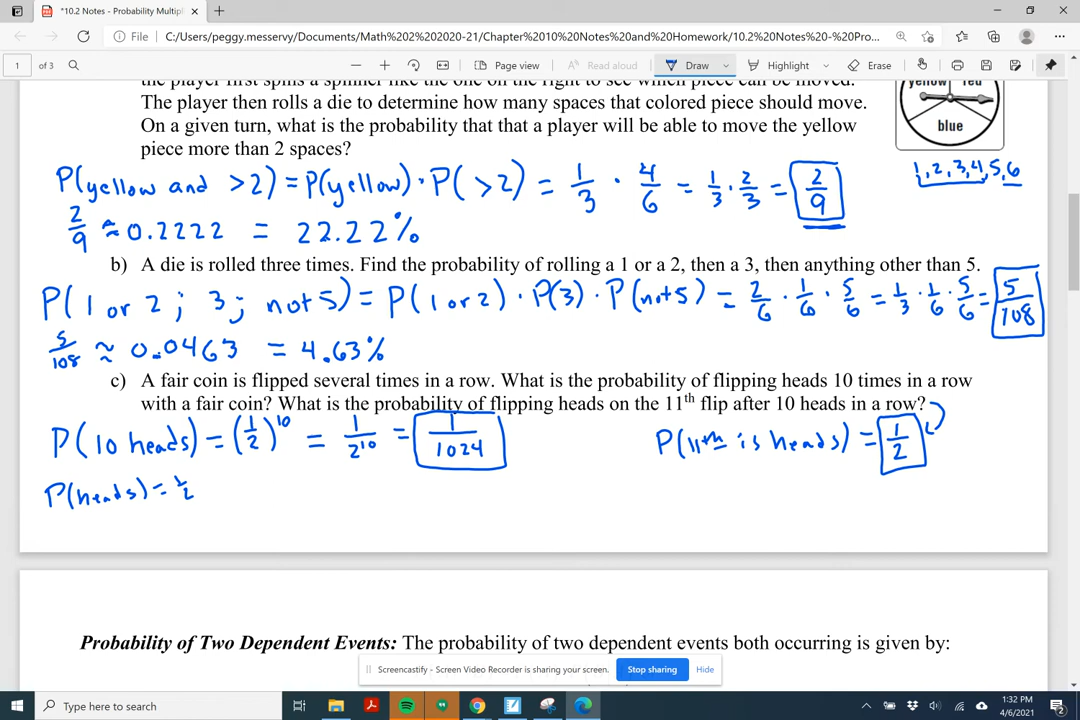 *10.2 Notes - Probability Multipl
File C:/Users/peggy.messervy/Documents/Math%202%202020-21/Chapter%2010%20Notes%20and%20Homework/10.2%20Notes%20-%20Pro...
1 of 3 Page view Read aloud Draw Highlight Erase
The player then rolls a die to determine how many spaces that colored piece should move.
On a given turn, what is the probability that that a player will be able to move the yellow
piece more than 2 spaces?
yellow red
blue
1,2,3,4,5,6
P(yellow and >2) = P(yellow) · P(>2) = 1/3 · 4/6 = 1/3 · 2/3 = 2/9
2/9 ≈ 0.2222 = 22.22%
b) A die is rolled three times. Find the probability of rolling a 1 or a 2, then a 3, then anything other than 5.
P(1 or 2; 3; not 5) = P(1 or 2) · P(3) · P(not 5) = 2/6 · 1/6 · 5/6 = 1/3 · 1/6 · 5/6 = 5/108
5/108 ≈ 0.0463 = 4.63%
c) A fair coin is flipped several times in a row. What is the probability of flipping heads 10 times in a row
with a fair coin? What is the probability of flipping heads on the 11th flip after 10 heads in a row?
P(10 heads) = (1/2)^10 = 1/2^10 = 1/1024
P(11th is heads) = 1/2
P(heads) = 1/2
Probability of Two Dependent Events: The probability of two dependent events both occurring is given by:
Screencastify - Screen Video Recorder is sharing your screen. Stop sharing Hide
Type here to search
1:32 PM
4/6/2021
2